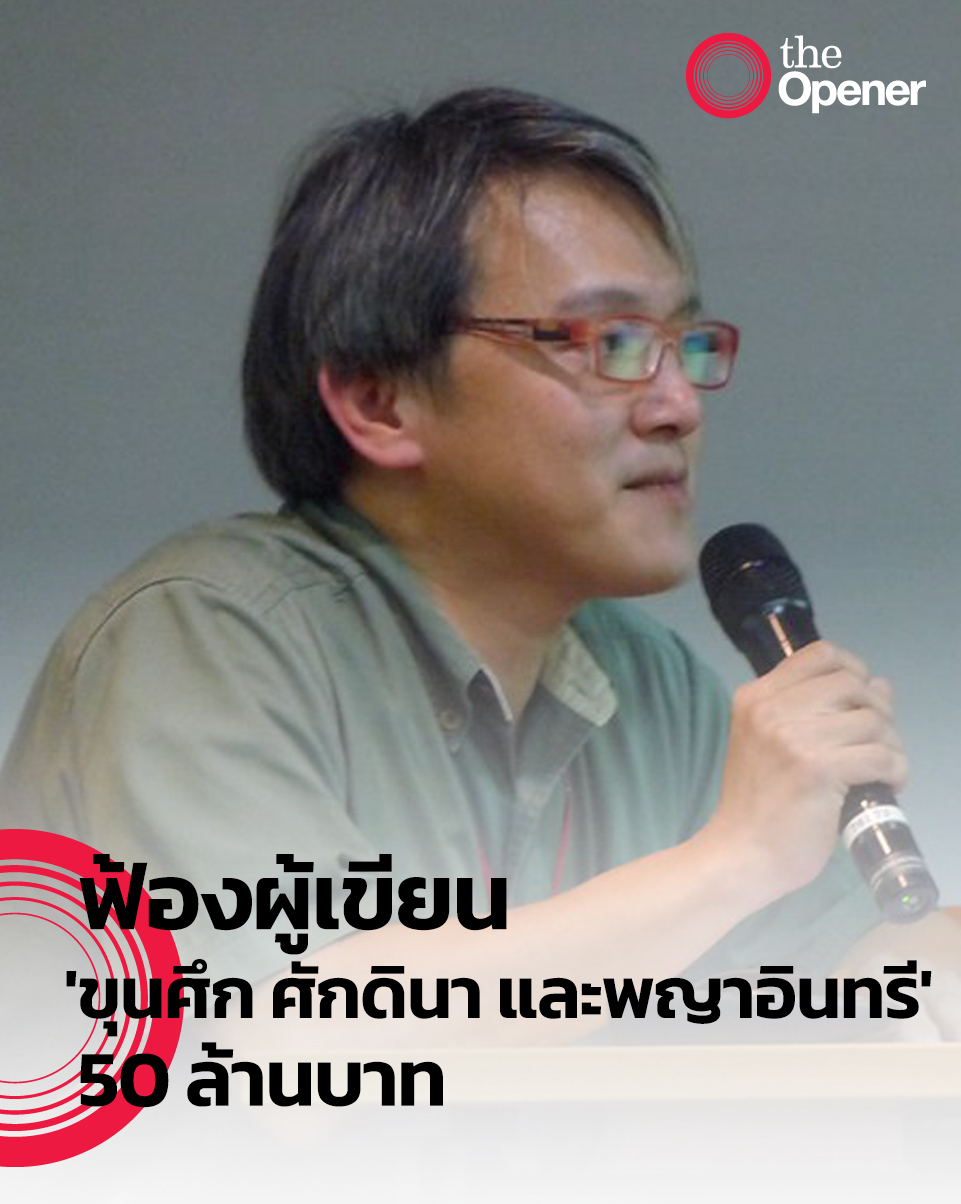 the
Opener
ฟ้องผู้เขียน
'ขุนศึก ศักดินา และพญาอินทรี'
50 ล้านบาท